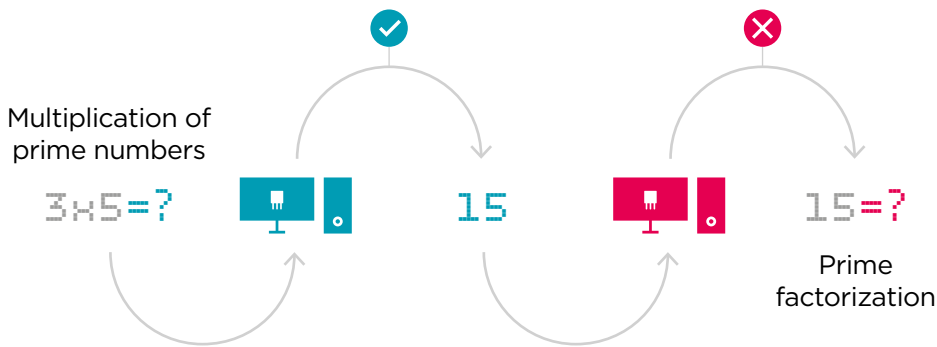 Multiplication of
prime numbers
3x5=?
15
15=?
Prime
factorization